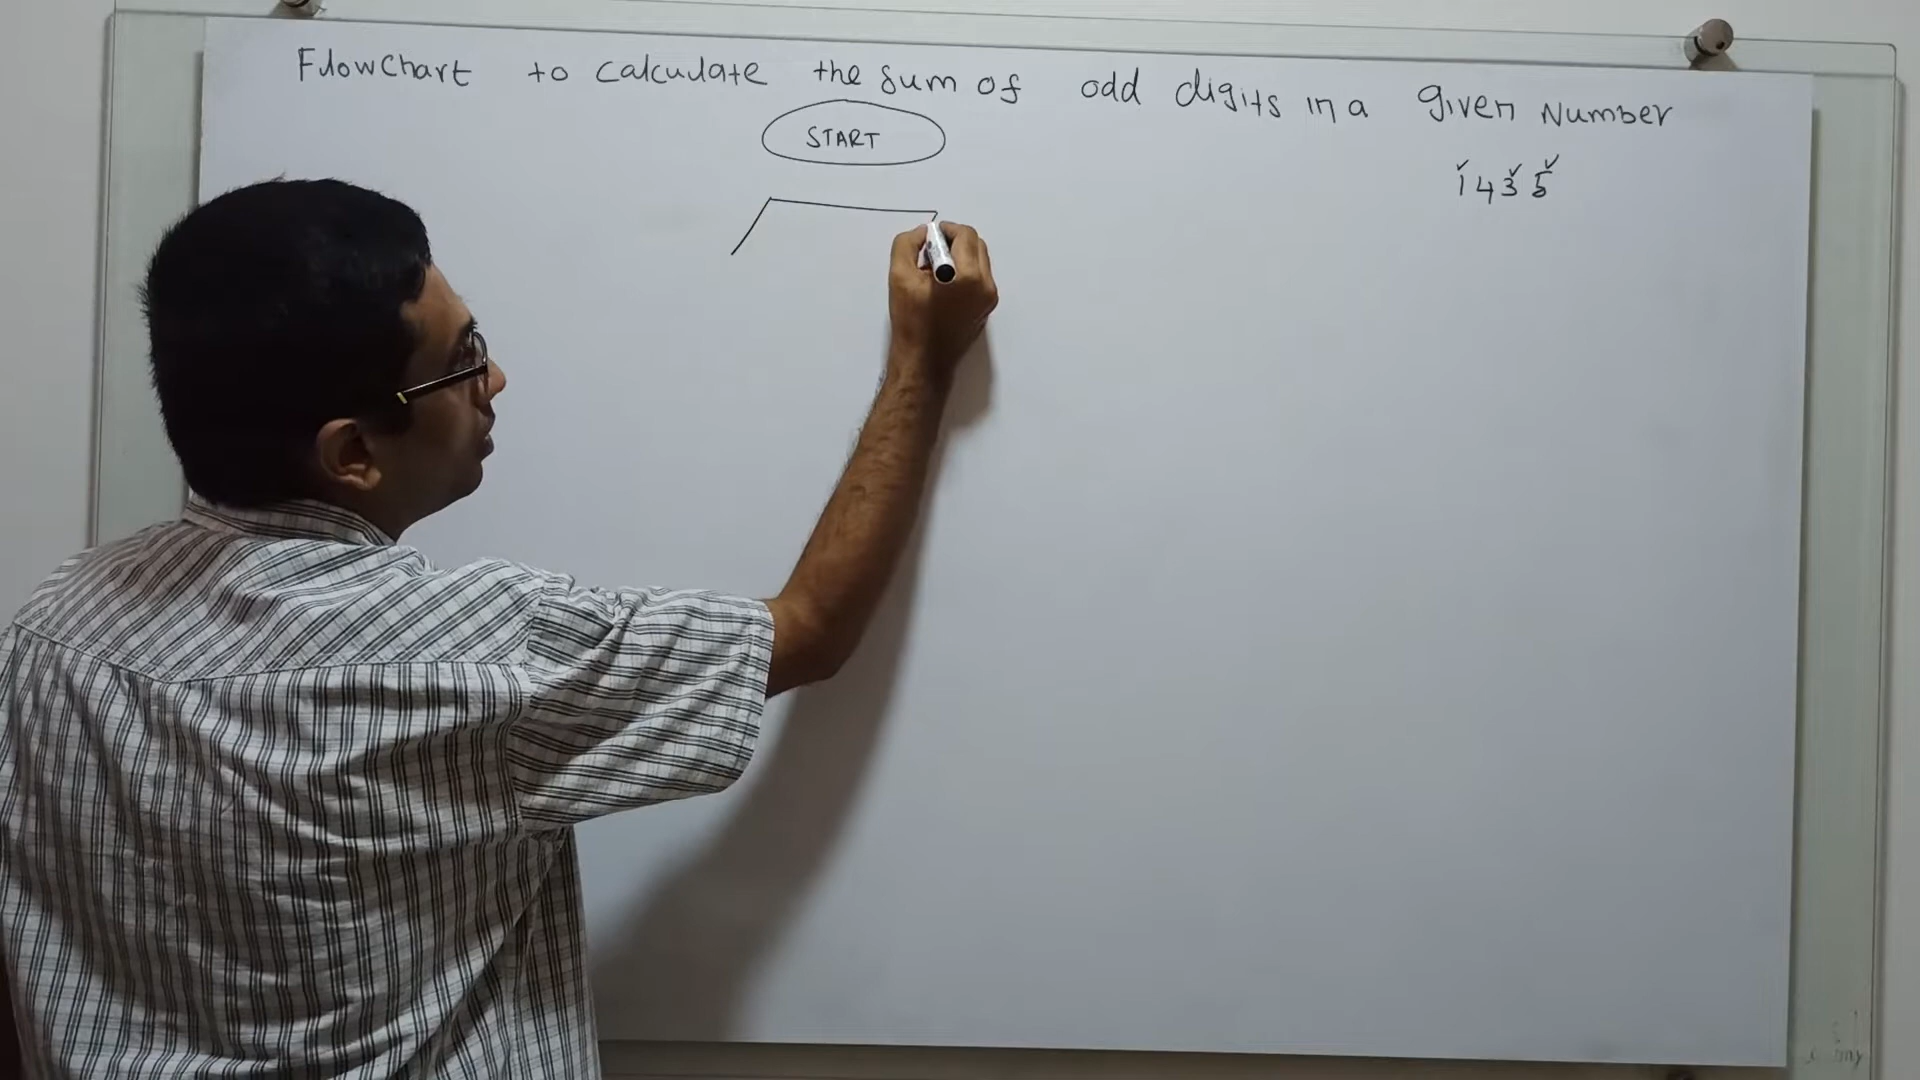 Flowchart to calculate the sum of odd digits in a given Number
START
1435